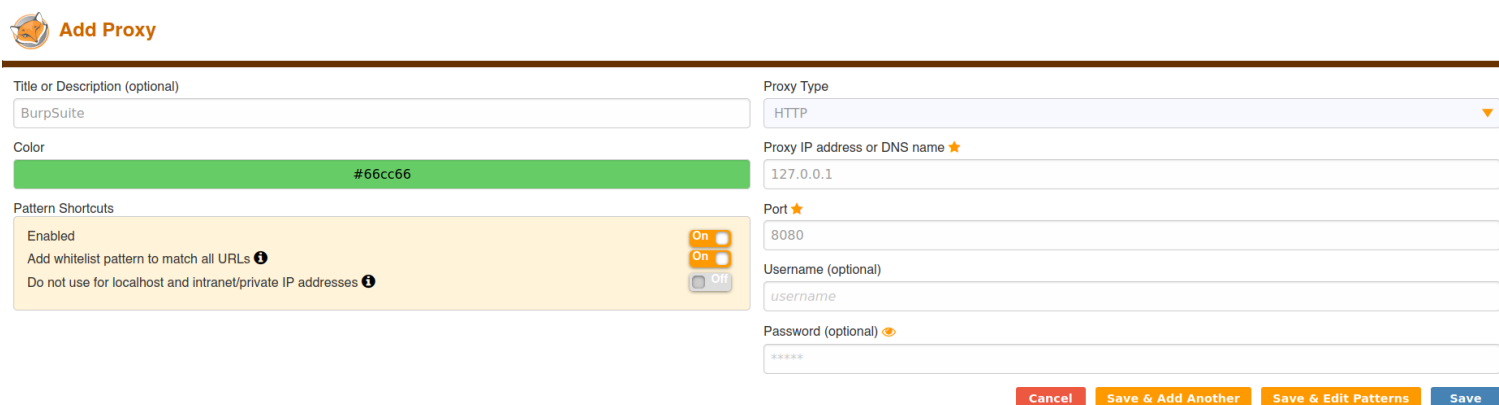 Add Proxy
Title or Description (optional)
BurpSuite
Color
#66cc66
Pattern Shortcuts
Enabled
On
Add whitelist pattern to match all URLs
On
Do not use for localhost and intranet/private IP addresses
Off
Proxy Type
HTTP
Proxy IP address or DNS name
127.0.0.1
Port
8080
Username (optional)
username
Password (optional)
*****
Cancel
Save & Add Another
Save & Edit Patterns
Save